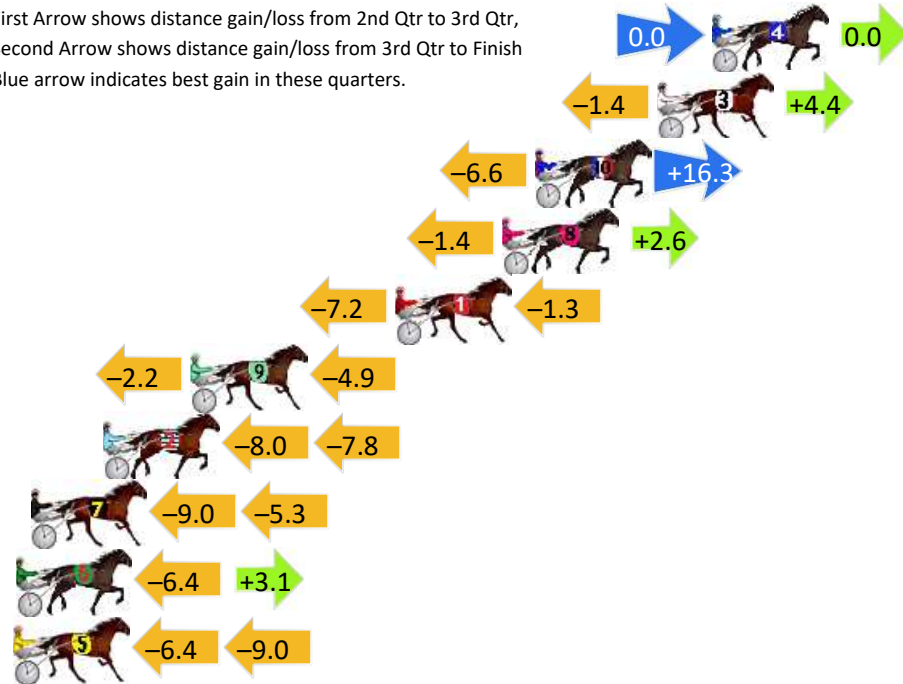 irst Arrow shows distance gain/loss from 2nd Qtr to 3rd Qtr,
Second Arrow shows distance gain/loss from 3rd Qtr to Finish
Blue arrow indicates best gain in these quarters.
0.0 4 0.0
–1.4 3 +4.4
–6.6 10 +16.3
–1.4 8 +2.6
–7.2 1 –1.3
–2.2 9 –4.9
2 –8.0 –7.8
7 –9.0 –5.3
6 –6.4 +3.1
5 –6.4 –9.0